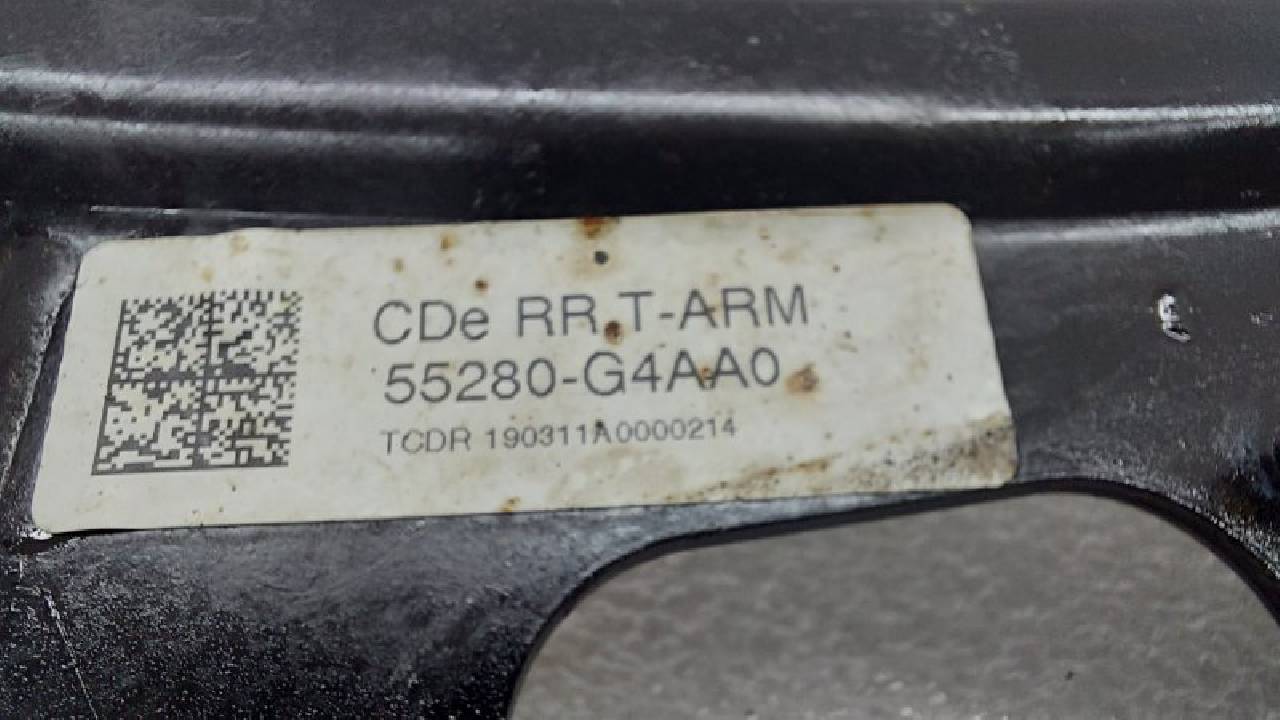 CDe RR T-ARM
55280-G4AA0
TCDR 190311A0000214